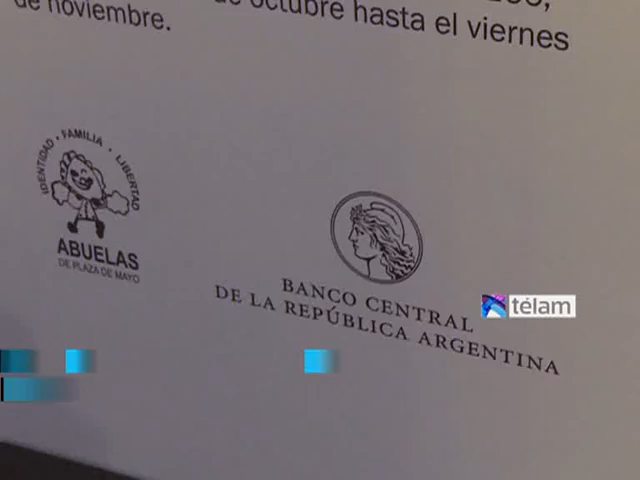 de octubre hasta el viernes
de noviembre.
IDENTIDAD · FAMILIA · LIBERTAD
ABUELAS
DE PLAZA DE MAYO
BANCO CENTRAL
DE LA REPÚBLICA ARGENTINA
télam